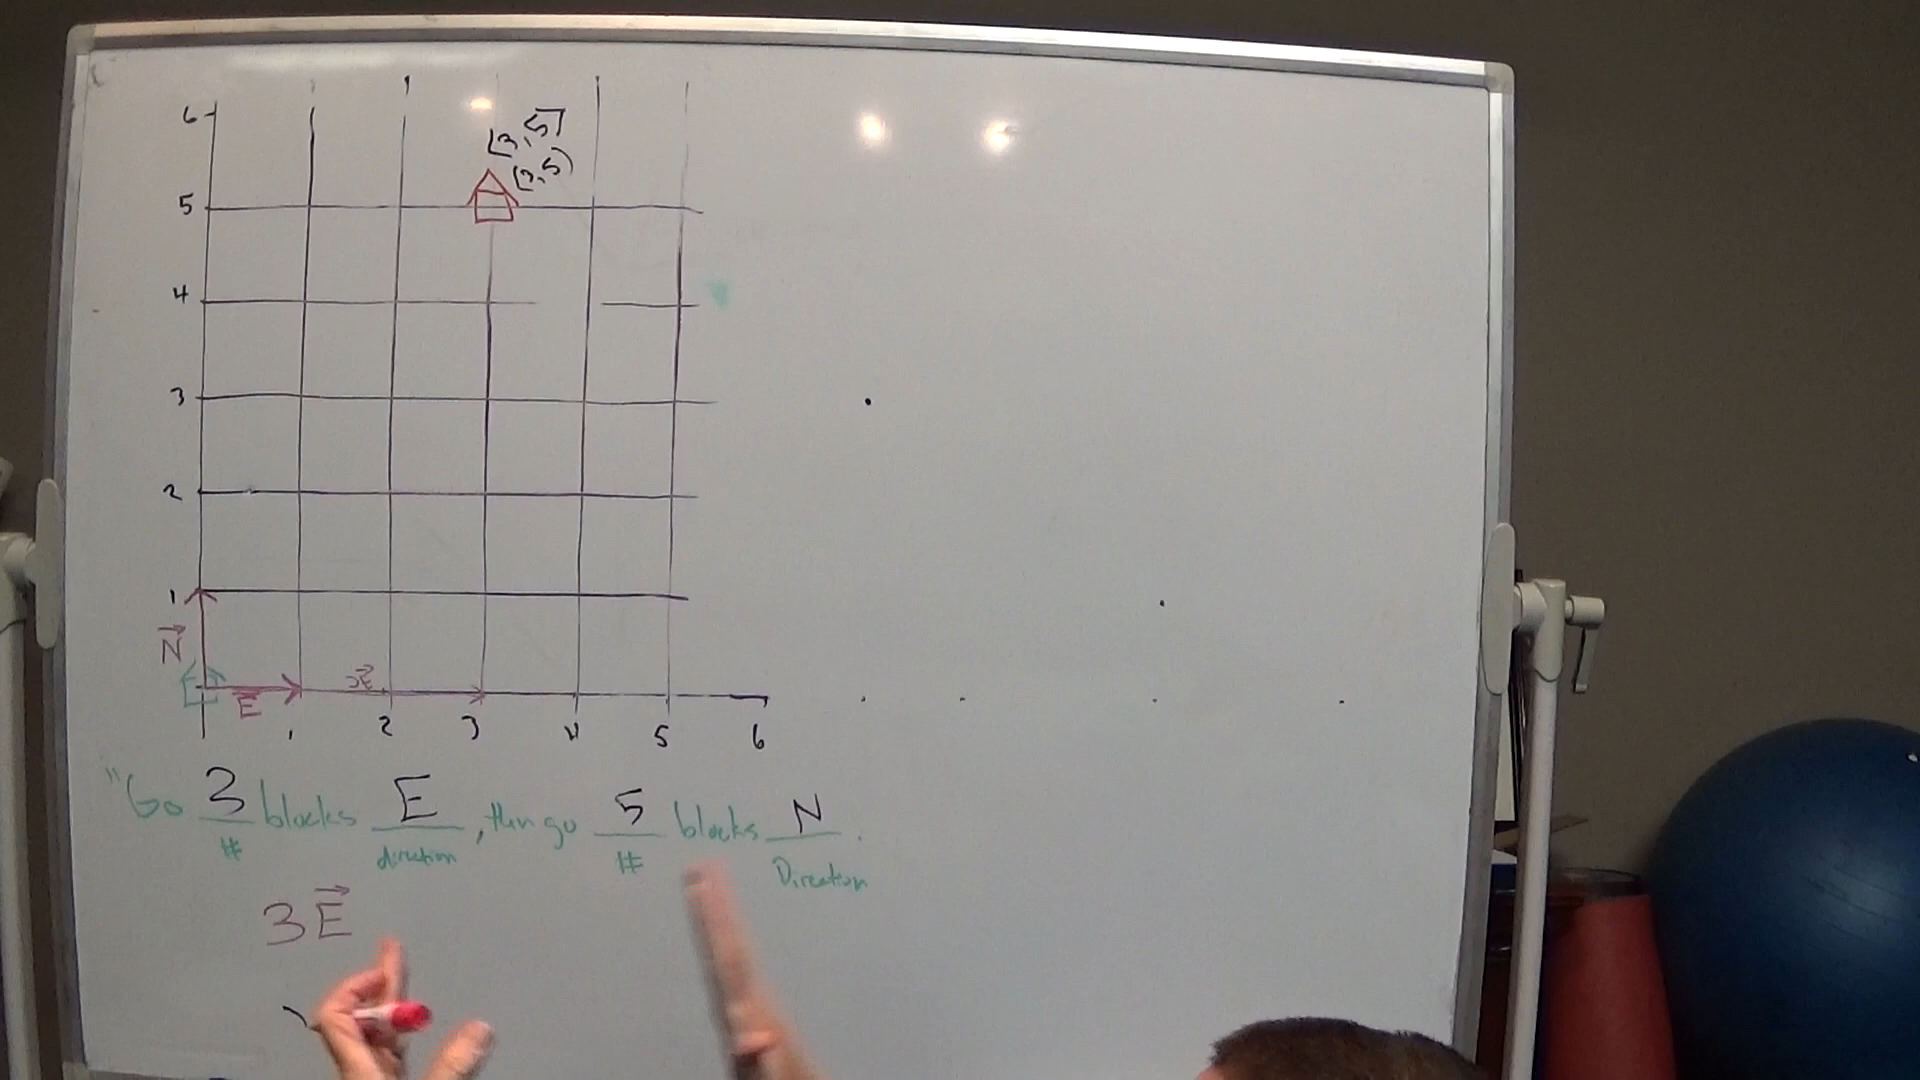 6
[3,5]
(3,5)
5
4
3
2
1
N
E
3E
1 2 3 4 5 6
"Go 3 blocks E, then go 5 blocks N.
# direction # Direction
3E